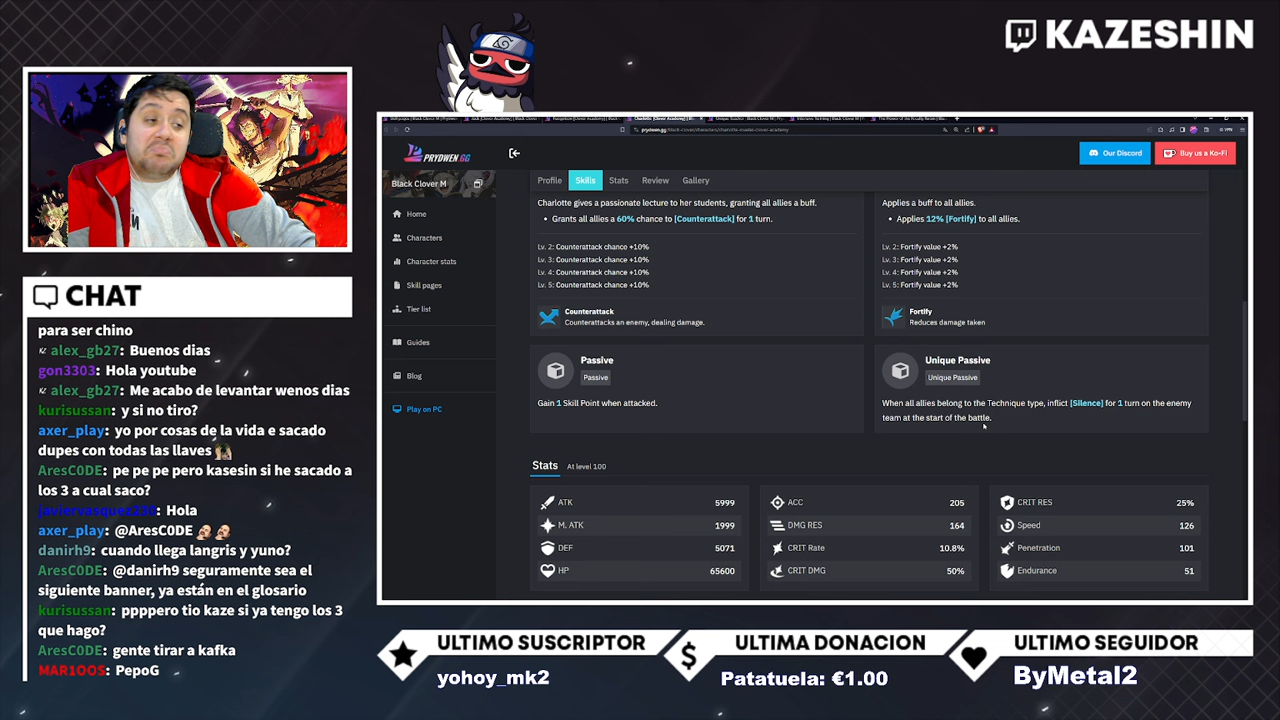 KAZESHIN
PRYDWEN.GG
Our Discord
Buy us a Ko-Fi
Black Clover M
Home
Characters
Character stats
Skill pages
Tier list
Guides
Blog
Play on PC
Profile
Skills
Stats
Review
Gallery
Charlotte gives a passionate lecture to her students, granting all allies a buff.
• Grants all allies a 60% chance to [Counterattack] for 1 turn.
Lv. 2: Counterattack chance +10%
Lv. 3: Counterattack chance +10%
Lv. 4: Counterattack chance +10%
Lv. 5: Counterattack chance +10%
Counterattack
Counterattacks an enemy, dealing damage.
Applies a buff to all allies.
• Applies 12% [Fortify] to all allies.
Lv. 2: Fortify value +2%
Lv. 3: Fortify value +2%
Lv. 4: Fortify value +2%
Lv. 5: Fortify value +2%
Fortify
Reduces damage taken
Passive
Passive
Gain 1 Skill Point when attacked.
Unique Passive
Unique Passive
When all allies belong to the Technique type, inflict [Silence] for 1 turn on the enemy
team at the start of the battle.
Stats At level 100
ATK 5999
M. ATK 1999
DEF 5071
HP 65600
ACC 205
DMG RES 164
CRIT Rate 10.8%
CRIT DMG 50%
CRIT RES 25%
Speed 126
Penetration 101
Endurance 51
CHAT
para ser chino
alex_gb27: Buenos dias
gon3303: Hola youtube
alex_gb27: Me acabo de levantar wenos dias
kurisussan: y si no tiro?
axer_play: yo por cosas de la vida e sacado
dupes con todas las llaves
AresC0DE: pe pe pe pero kasesin si he sacado a
los 3 a cual saco?
javiervasquez230: Hola
axer_play: @AresC0DE
danirh9: cuando llega langris y yuno?
AresC0DE: @danirh9 seguramente sea el
siguiente banner, ya están en el glosario
kurisussan: ppppero tio kaze si ya tengo los 3
que hago?
AresC0DE: gente tirar a kafka
MAR1OOS: PepoG
ULTIMO SUSCRIPTOR
yohoy_mk2
ULTIMA DONACION
Patatuela: €1.00
ULTIMO SEGUIDOR
ByMetal2